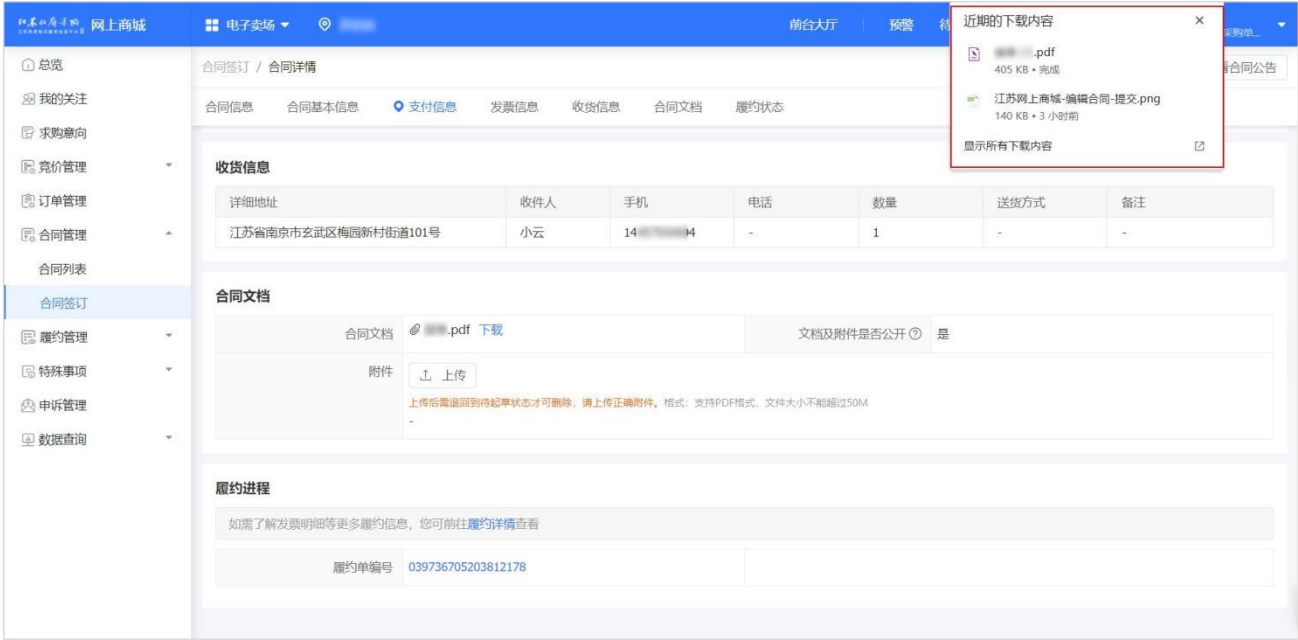 网上商城
电子卖场
前台大厅
预警
近期的下载内容
.pdf
405 KB • 完成
江苏网上商城-编辑合同-提交.png
140 KB • 3 小时前
显示所有下载内容
合同公告
总览
我的关注
求购意向
竞价管理
订单管理
合同管理
合同列表
合同签订
履约管理
特殊事项
申诉管理
数据查询
合同签订 / 合同详情
合同信息 合同基本信息 支付信息 发票信息 收货信息 合同文档 履约状态
收货信息
详细地址 收件人 手机 电话 数量 送货方式 备注
江苏省南京市玄武区梅园新村街道101号 小云 14 4 - 1 - -
合同文档
合同文档 .pdf 下载 文档及附件是否公开 是
附件 上传
上传后需退回到待起草状态才可删除，请上传正确附件。格式：支持PDF格式，文件大小不能超过50M
-
履约进程
如需了解发票明细等更多履约信息，您可前往履约详情查看
履约单编号 039736705203812178